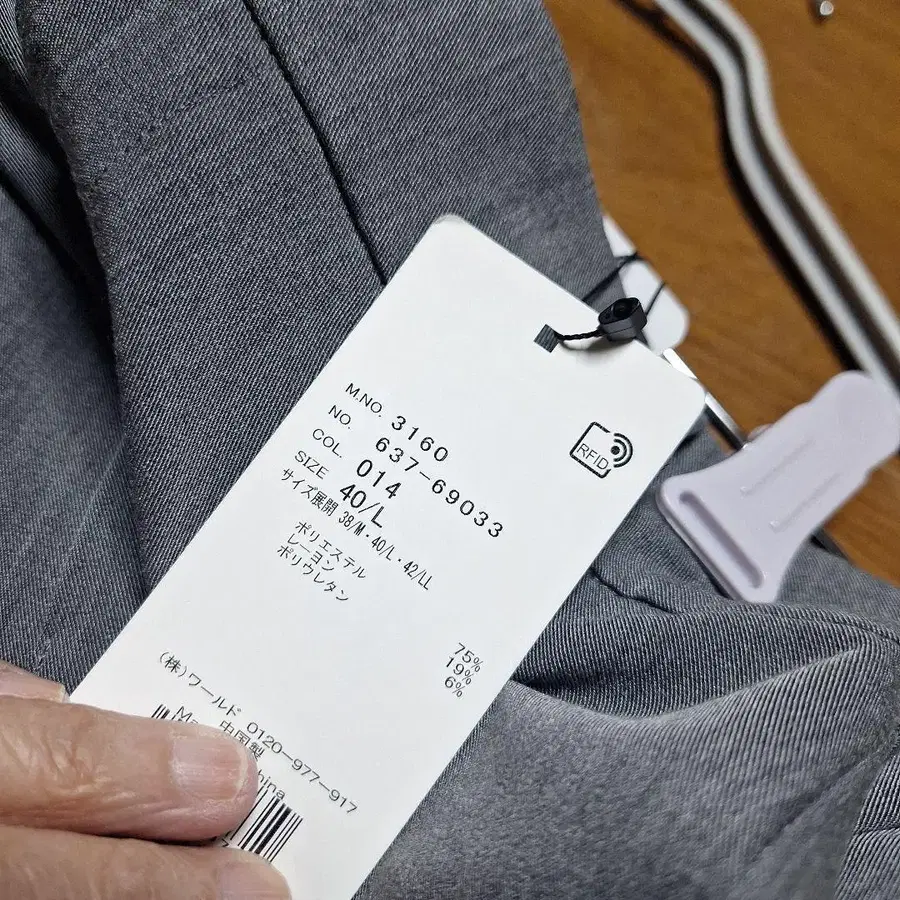 M.NO. 3160
NO. 637-69033
COL. 014
SIZE 40/L
サイズ展開 38/M・40/L・42/LL
ポリエステル 75%
レーヨン 19%
ポリウレタン 6%
RFID
(株)ワールド 0120-977-917
中国製